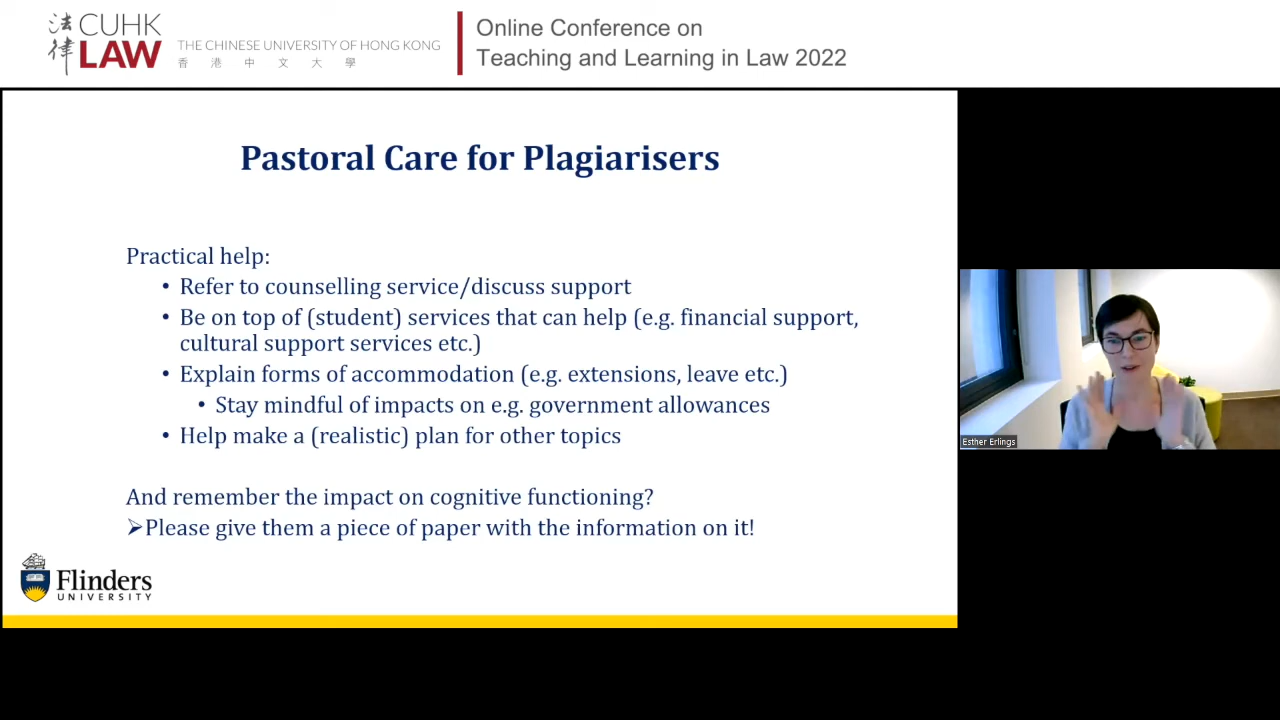 法律
CUHK
LAW
THE CHINESE UNIVERSITY OF HONG KONG
香港中文大學
Online Conference on
Teaching and Learning in Law 2022
Pastoral Care for Plagiarisers
Practical help:
• Refer to counselling service/discuss support
• Be on top of (student) services that can help (e.g. financial support,
cultural support services etc.)
• Explain forms of accommodation (e.g. extensions, leave etc.)
• Stay mindful of impacts on e.g. government allowances
• Help make a (realistic) plan for other topics
And remember the impact on cognitive functioning?
➢Please give them a piece of paper with the information on it!
Flinders
UNIVERSITY
Esther Erlings